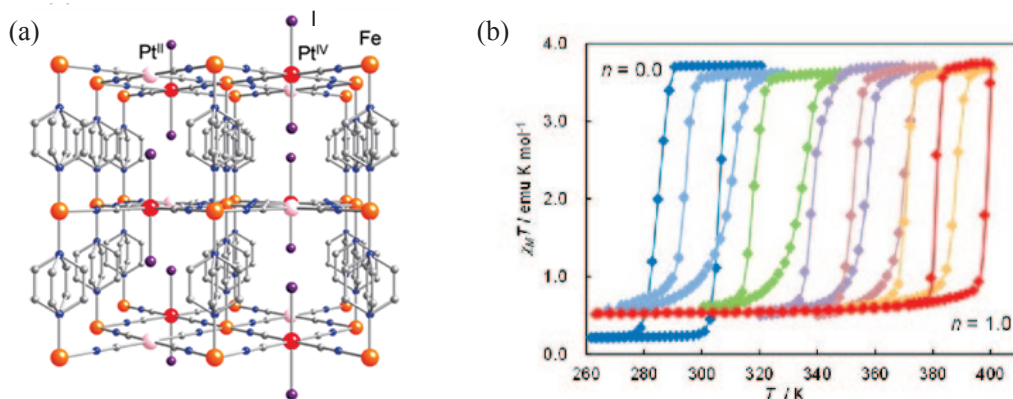 (a)
I
Pt^II
Pt^IV
Fe
(b)
4.0
3.0
2.0
1.0
0.0
n = 0.0
n = 1.0
χ_M T / emu K mol⁻¹
260 280 300 320 340 360 380 400
T / K